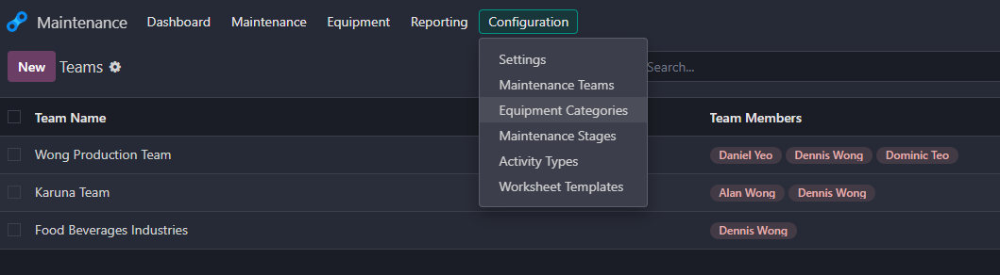 Maintenance Dashboard Maintenance Equipment Reporting Configuration
New Teams Search...
Settings
Maintenance Teams
Equipment Categories
Maintenance Stages
Activity Types
Worksheet Templates
Team Name Team Members
Wong Production Team Daniel Yeo Dennis Wong Dominic Teo
Karuna Team Alan Wong Dennis Wong
Food Beverages Industries Dennis Wong